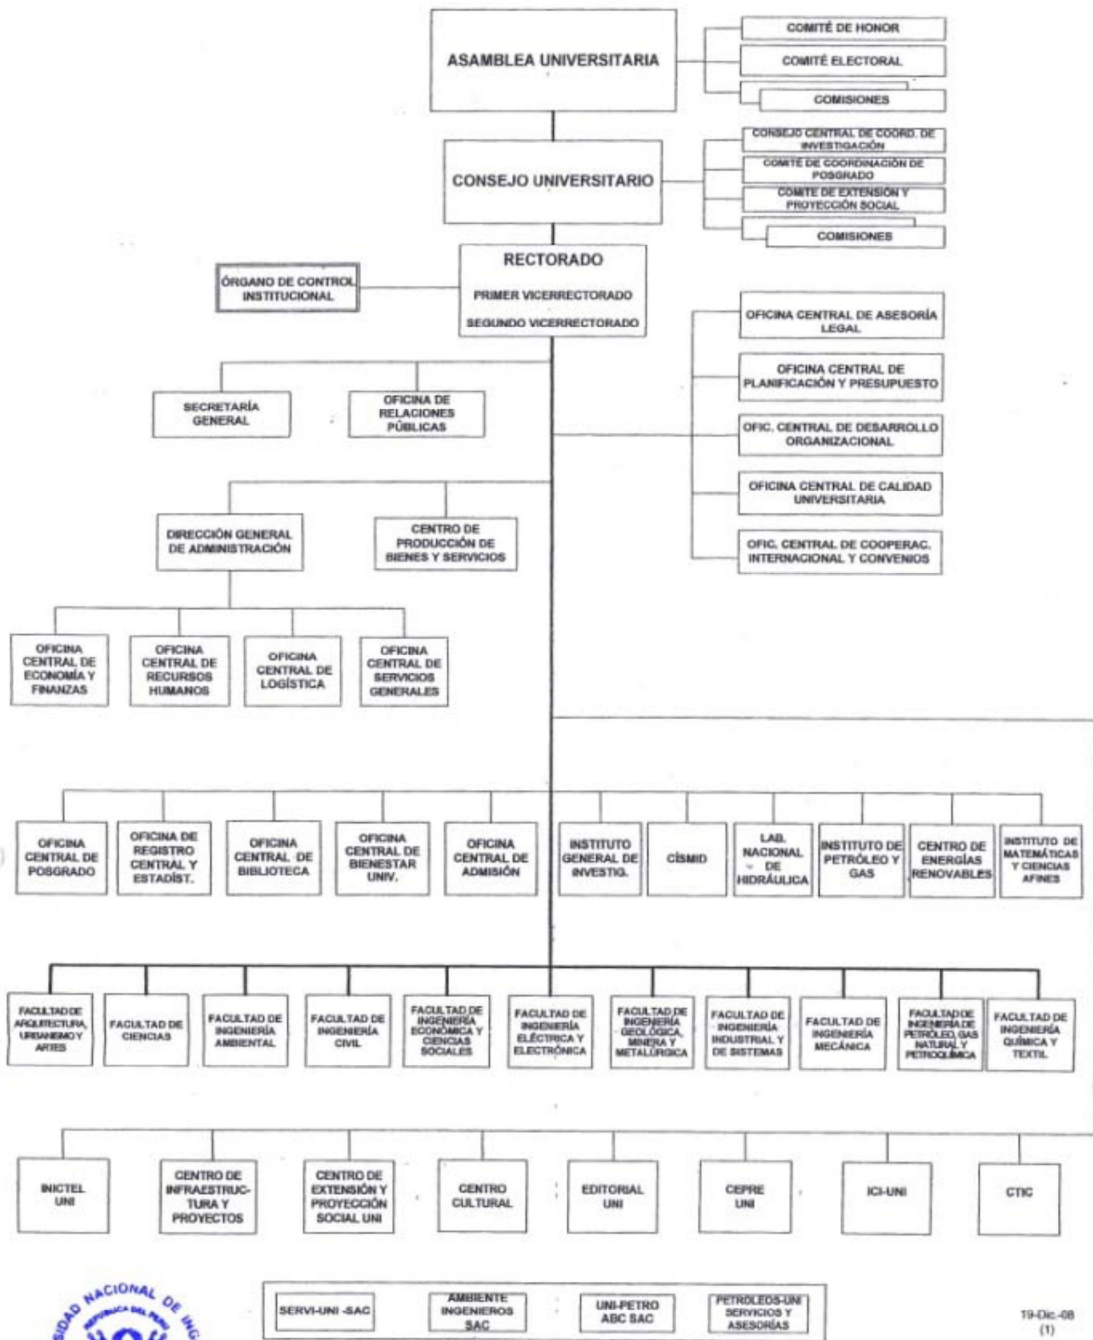 ASAMBLEA UNIVERSITARIA
COMITÉ DE HONOR
COMITÉ ELECTORAL
COMISIONES
CONSEJO UNIVERSITARIO
CONSEJO CENTRAL DE COORD. DE
INVESTIGACIÓN
COMITÉ DE COORDINACIÓN DE
POSGRADO
COMITE DE EXTENSIÓN Y
PROYECCIÓN SOCIAL
COMISIONES
RECTORADO
PRIMER VICERRECTORADO
SEGUNDO VICERRECTORADO
ÓRGANO DE CONTROL
INSTITUCIONAL
OFICINA CENTRAL DE ASESORÍA
LEGAL
OFICINA CENTRAL DE
PLANIFICACIÓN Y PRESUPUESTO
OFIC. CENTRAL DE DESARROLLO
ORGANIZACIONAL
OFICINA CENTRAL DE CALIDAD
UNIVERSITARIA
OFIC. CENTRAL DE COOPERAC.
INTERNACIONAL Y CONVENIOS
SECRETARÍA
GENERAL
OFICINA DE
RELACIONES
PÚBLICAS
DIRECCIÓN GENERAL
DE ADMINISTRACIÓN
CENTRO DE
PRODUCCIÓN DE
BIENES Y SERVICIOS
OFICINA
CENTRAL DE
ECONOMÍA Y
FINANZAS
OFICINA
CENTRAL DE
RECURSOS
HUMANOS
OFICINA
CENTRAL DE
LOGÍSTICA
OFICINA
CENTRAL DE
SERVICIOS
GENERALES
OFICINA
CENTRAL DE
POSGRADO
OFICINA DE
REGISTRO
CENTRAL Y
ESTADÍST.
OFICINA
CENTRAL DE
BIBLIOTECA
OFICINA
CENTRAL DE
BIENESTAR
UNIV.
OFICINA
CENTRAL DE
ADMISIÓN
INSTITUTO
GENERAL DE
INVESTIG.
CÍSMID
LAB.
NACIONAL
DE
HIDRÁULICA
INSTITUTO DE
PETRÓLEO Y
GAS
CENTRO DE
ENERGÍAS
RENOVABLES
INSTITUTO DE
MATEMÁTICAS
Y CIENCIAS
AFINES
FACULTAD DE
ARQUITECTURA,
URBANISMO Y
ARTES
FACULTAD DE
CIENCIAS
FACULTAD DE
INGENIERÍA
AMBIENTAL
FACULTAD DE
INGENIERÍA
CIVIL
FACULTAD DE
INGENIERÍA
ECONÓMICA Y
CIENCIAS
SOCIALES
FACULTAD DE
INGENIERÍA
ELÉCTRICA Y
ELECTRÓNICA
FACULTAD DE
INGENIERÍA
GEOLÓGICA,
MINERA Y
METALÚRGICA
FACULTAD DE
INGENIERÍA
INDUSTRIAL Y
DE SISTEMAS
FACULTAD DE
INGENIERÍA
MECÁNICA
FACULTAD DE
INGENIERÍA DE
PETRÓLEO, GAS
NATURAL Y
PETROQUÍMICA
FACULTAD DE
INGENIERÍA
QUÍMICA Y
TEXTIL
INICTEL
UNI
CENTRO DE
INFRAESTRUC-
TURA Y
PROYECTOS
CENTRO DE
EXTENSIÓN Y
PROYECCIÓN
SOCIAL UNI
CENTRO
CULTURAL
EDITORIAL
UNI
CEPRE
UNI
ICI-UNI
CTIC
SERVI-UNI -SAC
AMBIENTE
INGENIEROS
SAC
UNI-PETRO
ABC SAC
PETROLEOS-UNI
SERVICIOS Y
ASESORÍAS
NACIONAL DE
REPÚBLICA DEL PERÚ
19-Dic.-08
(1)